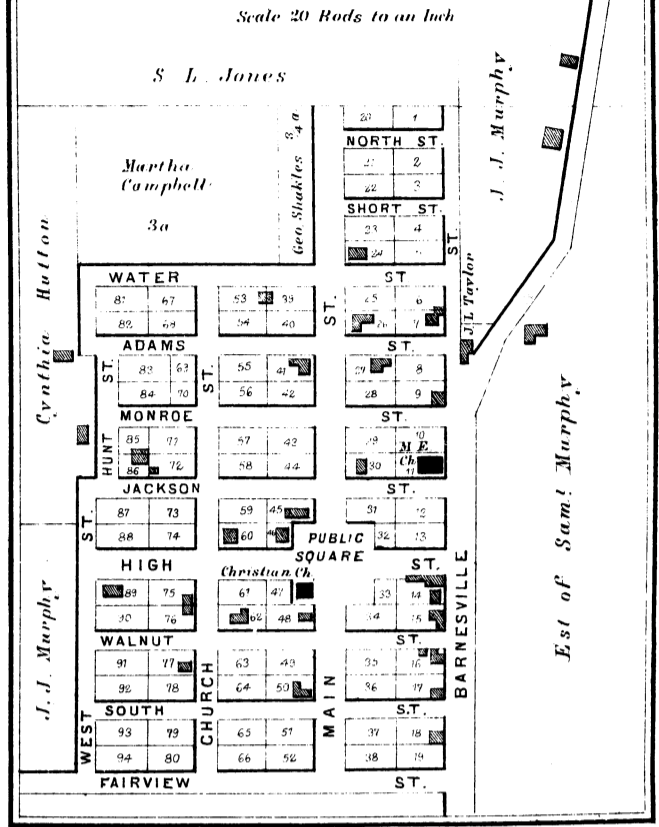 Scale 20 Rods to an Inch
S L Jones
J. J. Murphy
Martha
Campbell
3a
Geo. Shakles 3/4 a
20 1
NORTH ST.
21 2
22 3
SHORT ST.
23 4
24
ST.
Cynthia Hutton
WATER ST
J L Taylor
81 67 53 39 25 6
82 68 54 40 26 7
ST.
ADAMS ST.
83 69 55 41 27 8
84 70 56 42 28 9
ST.
ST.
MONROE ST.
85 71 57 43 29 10
M E
Ch.
86 72 58 44 30 11
HUNT
JACKSON ST.
87 73 59 45 31 12
88 74 60 46 32 13
ST.
PUBLIC
SQUARE
HIGH ST.
Christian Ch.
89 75 61 47 33 14
90 76 62 48 34 15
WALNUT ST.
91 77 63 49 35 16
92 78 64 50 36 17
SOUTH S.T.
93 79 65 51 37 18
94 80 66 52 38 19
FAIRVIEW ST.
WEST
CHURCH
MAIN
BARNESVILLE
J. J. Murphy
Est of Saml Murphy